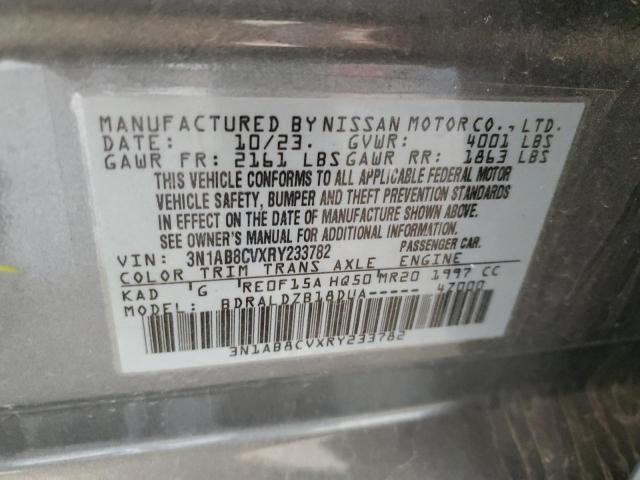 MANUFACTURED BY NISSAN MOTOR CO., LTD.
DATE: 10/23. GVWR: 4001 LBS
GAWR FR: 2161 LBS GAWR RR: 1863 LBS
THIS VEHICLE CONFORMS TO ALL APPLICABLE FEDERAL MOTOR
VEHICLE SAFETY, BUMPER AND THEFT PREVENTION STANDARDS
IN EFFECT ON THE DATE OF MANUFACTURE SHOWN ABOVE.
SEE OWNER'S MANUAL FOR ADDITIONAL INFORMATION.
VIN: 3N1AB8CVXRY233782 PASSENGER CAR.
COLOR TRIM TRANS AXLE ENGINE
KAD 'G RE0F15A HQ50 MR20 1997 CC
MODEL: BDRALDZB18DUA----- 47000
3N1AB8CVXRY233782